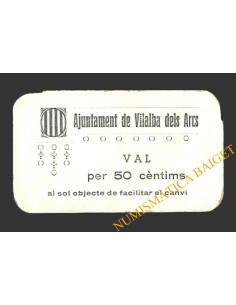 Ajuntament de Vilalba dels Arcs
VAL
per 50 cèntims
al sol objecte de facilitar el canvi
NUMISMATICA BAIGET